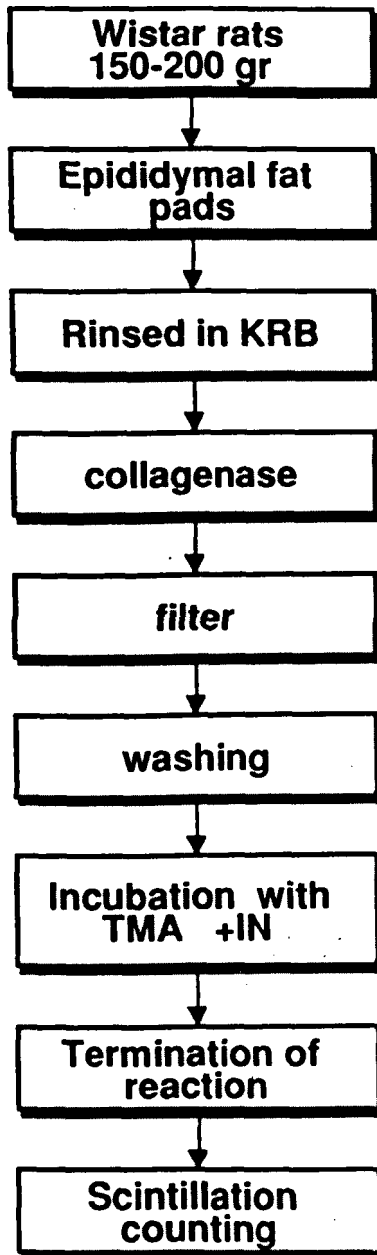 Wistar rats
150-200 gr
Epididymal fat
pads
Rinsed in KRB
collagenase
filter
washing
Incubation with
TMA +IN
Termination of
reaction
Scintillation
counting